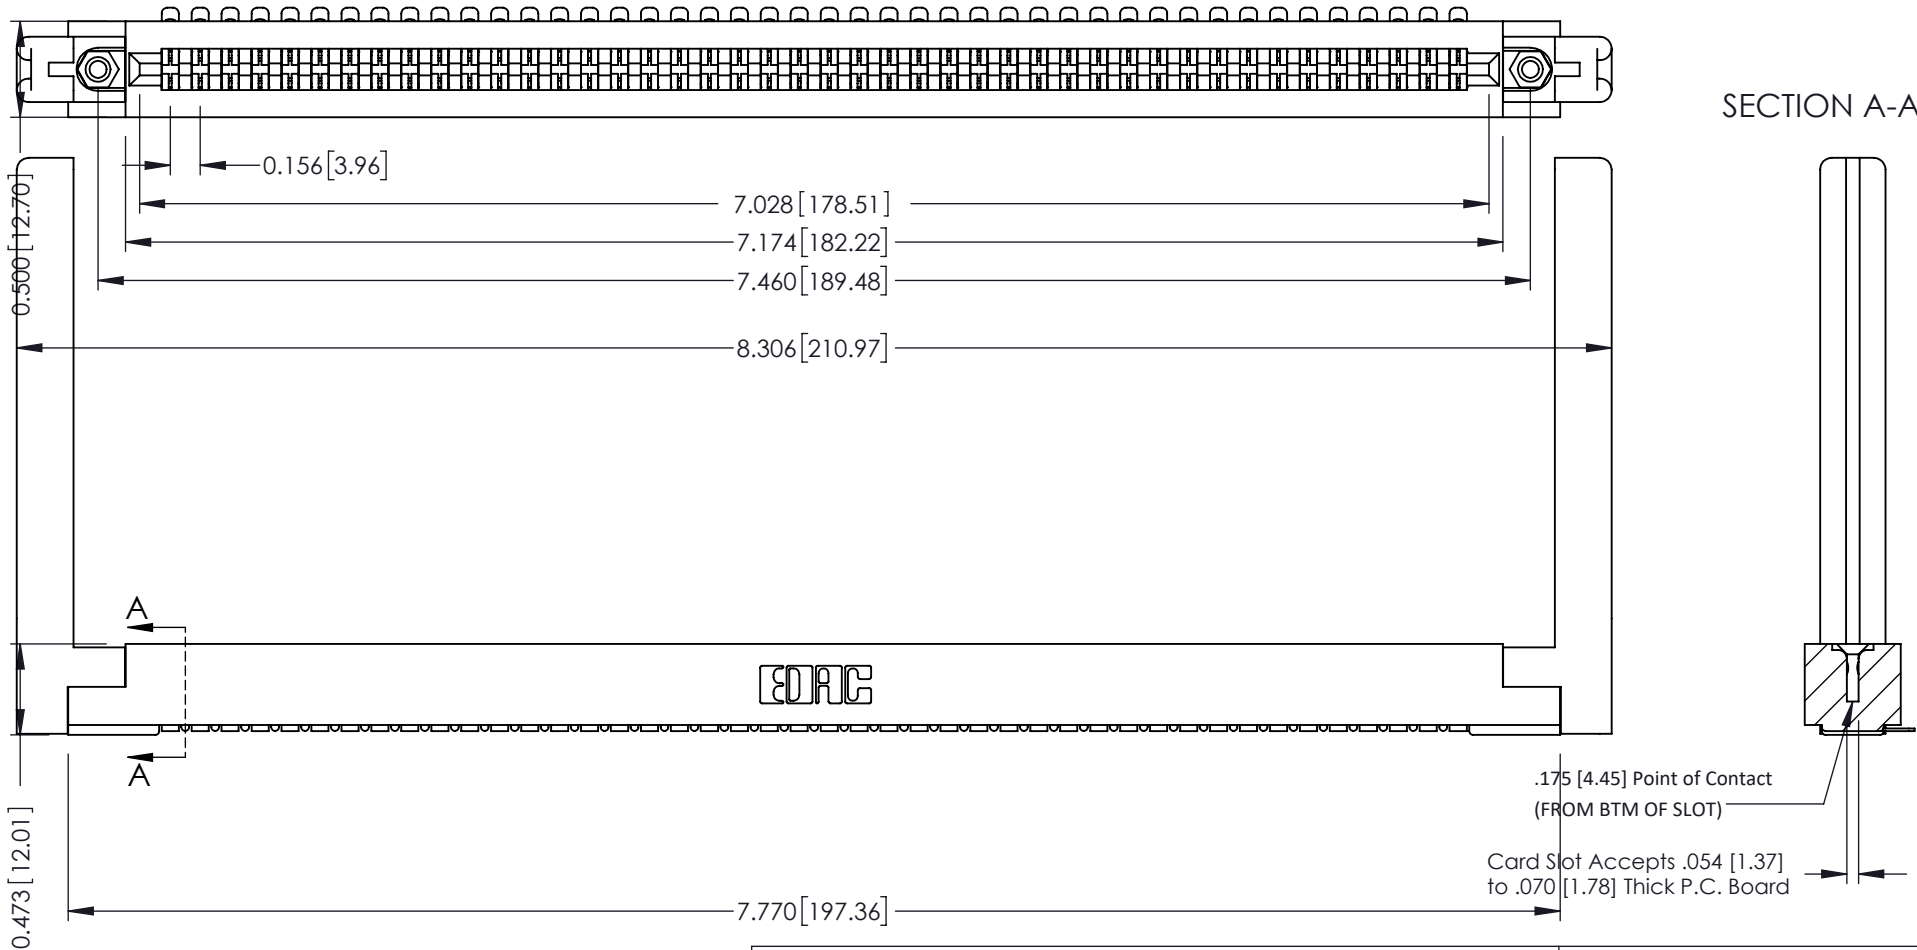 SECTION A-A
0.156[3.96]
0.500[12.70]
7.028[178.51]
7.174[182.22]
7.460[189.48]
8.306[210.97]
A
EDAC
A
.175 [4.45] Point of Contact
(FROM BTM OF SLOT)
0.473[12.01]
Card Slot Accepts .054 [1.37]
to .070 [1.78] Thick P.C. Board
7.770[197.36]